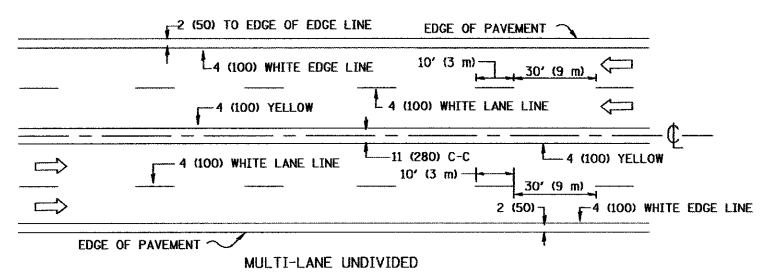 2 (50) TO EDGE OF EDGE LINE
EDGE OF PAVEMENT
4 (100) WHITE EDGE LINE
10' (3 m)
30' (9 m)
4 (100) YELLOW
4 (100) WHITE LANE LINE
℄
4 (100) WHITE LANE LINE
11 (280) C-C
4 (100) YELLOW
10' (3 m)
30' (9 m)
2 (50)
4 (100) WHITE EDGE LINE
EDGE OF PAVEMENT
MULTI-LANE UNDIVIDED